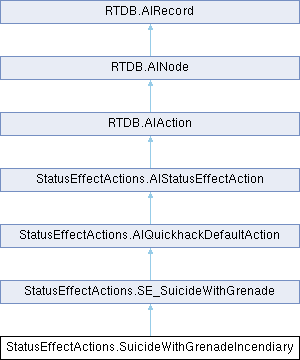 RTDB.AIRecord
RTDB.AINode
RTDB.AIAction
StatusEffectActions.AIStatusEffectAction
StatusEffectActions.AIQuickhackDefaultAction
StatusEffectActions.SE_SuicideWithGrenade
StatusEffectActions.SuicideWithGrenadeIncendiary